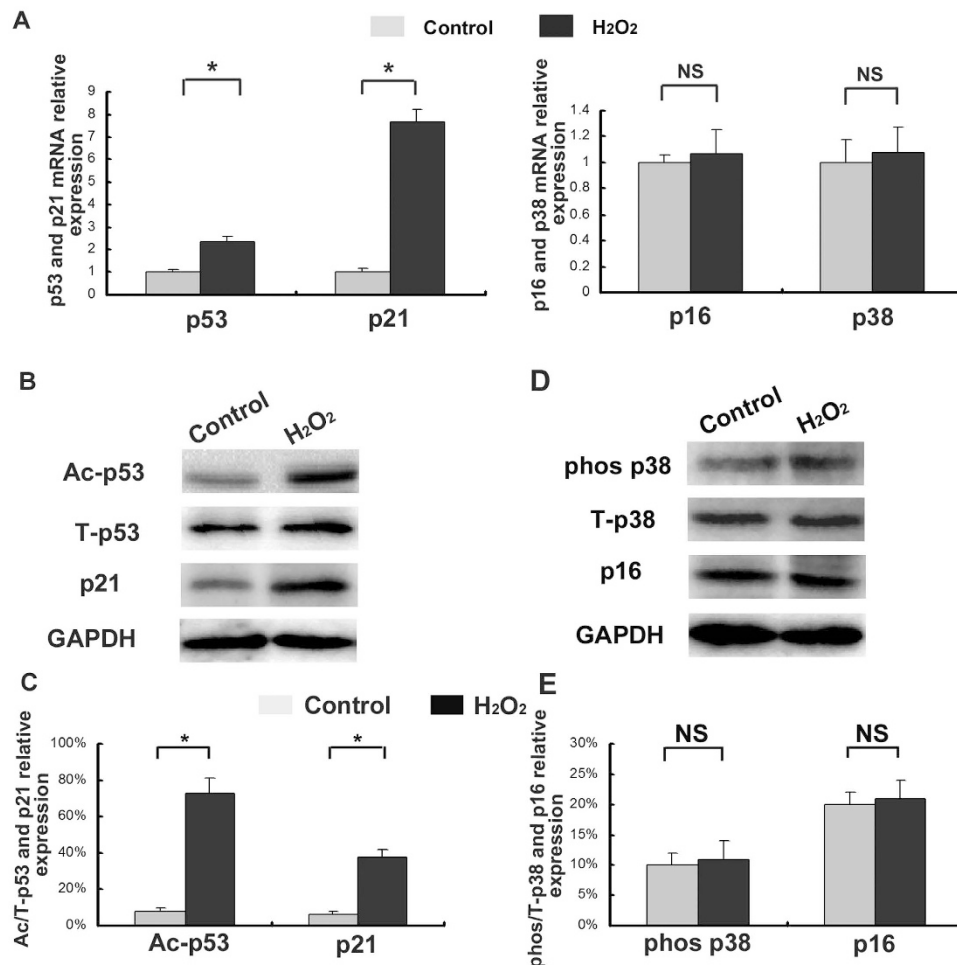 A
Control
H2O2
p53 and p21 mRNA relative
expression
9
8
7
6
5
4
3
2
1
0
*
*
p53
p21
p16 and p38 mRNA relative
expression
1.4
1.2
1
0.8
0.6
0.4
0.2
0
NS
NS
p16
p38
B
Control
H2O2
Ac-p53
T-p53
p21
GAPDH
D
Control
H2O2
phos p38
T-p38
p16
GAPDH
C
Control
H2O2
Ac/T-p53 and p21 relative
expression
100%
80%
60%
40%
20%
0%
*
*
Ac-p53
p21
E
phos/T-p38 and p16 relative
expression
30%
25%
20%
15%
10%
5%
0%
NS
NS
phos p38
p16